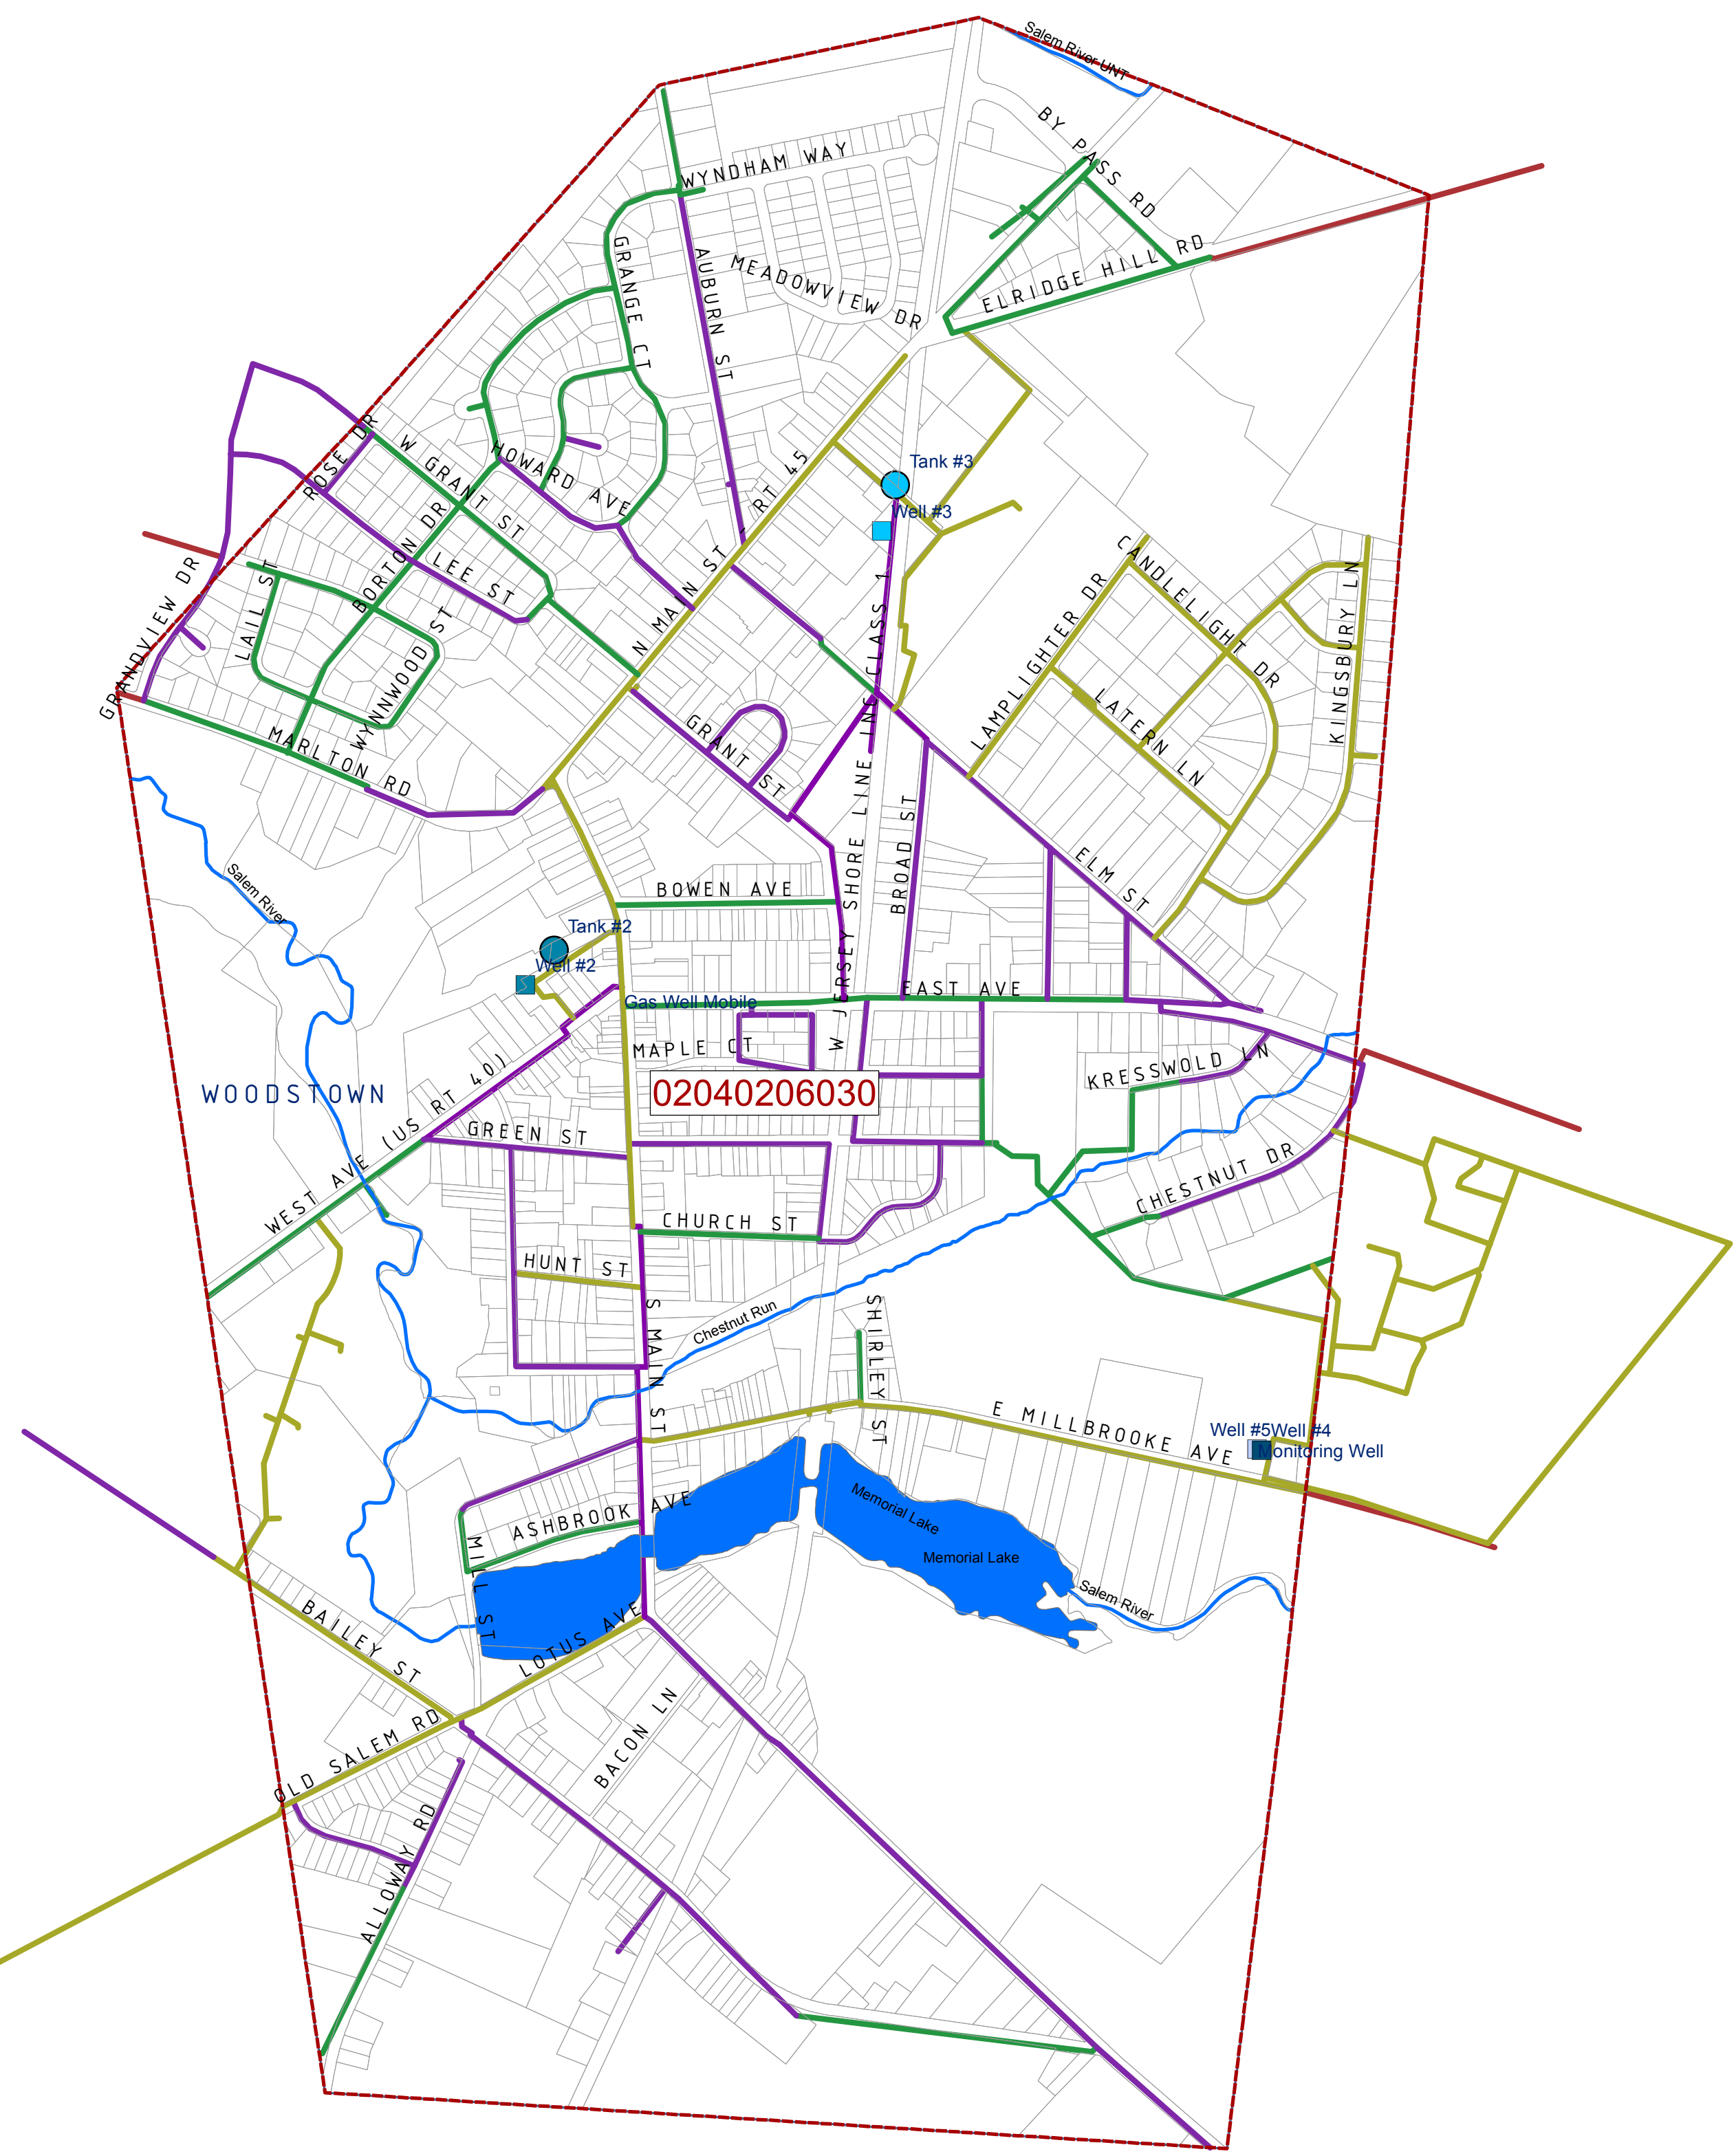 Salem River UNT
BY PASS RD
WYNDHAM WAY
GRANGE CT
AUBURN ST
MEADOWVIEW DR
ELRIDGE HILL RD
ROSE DR
W GRANT ST
HOWARD AVE
N MAIN ST / RT 45
Tank #3
Well #3
BORTON DR
LEE ST
GRANDVIEW DR
LAIL ST
WYNNWOOD ST
MARLTON RD
CANDLELIGHT DR
LAMPLIGHTER DR
LATERN LN
KINGSBURY LN
GRANT ST
W JERSEY SHORE LINE INC CLASS 1
BROAD ST
ELM ST
BOWEN AVE
Salem River
Tank #2
Well #2
Gas Well Mobile
EAST AVE
MAPLE CT
KRESSWOLD LN
WOODSTOWN
02040206030
WEST AVE (US RT 40)
GREEN ST
CHESTNUT DR
CHURCH ST
HUNT ST
S MAIN ST
Chestnut Run
SHIRLEY ST
E MILLBROOKE AVE
Well #5
Well #4
Monitoring Well
ASHBROOK AVE
MILL ST
Memorial Lake
Memorial Lake
Salem River
BAILEY ST
LOTUS AVE
OLD SALEM RD
BACON LN
ALLOWAY RD